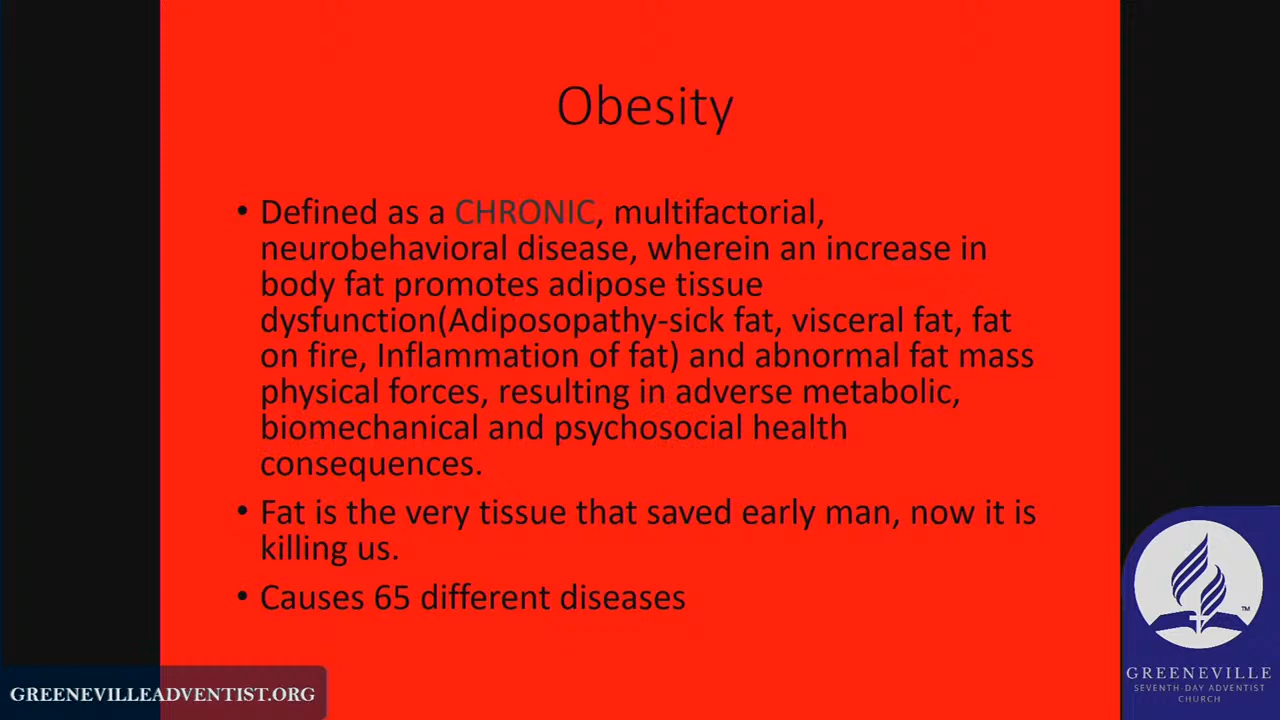 Obesity
• Defined as a CHRONIC, multifactorial,
neurobehavioral disease, wherein an increase in
body fat promotes adipose tissue
dysfunction(Adiposopathy-sick fat, visceral fat, fat
on fire, Inflammation of fat) and abnormal fat mass
physical forces, resulting in adverse metabolic,
biomechanical and psychosocial health
consequences.
• Fat is the very tissue that saved early man, now it is
killing us.
• Causes 65 different diseases
GREENEVILLEADVENTIST.ORG
TM
GREENEVILLE
SEVENTH-DAY ADVENTIST
CHURCH